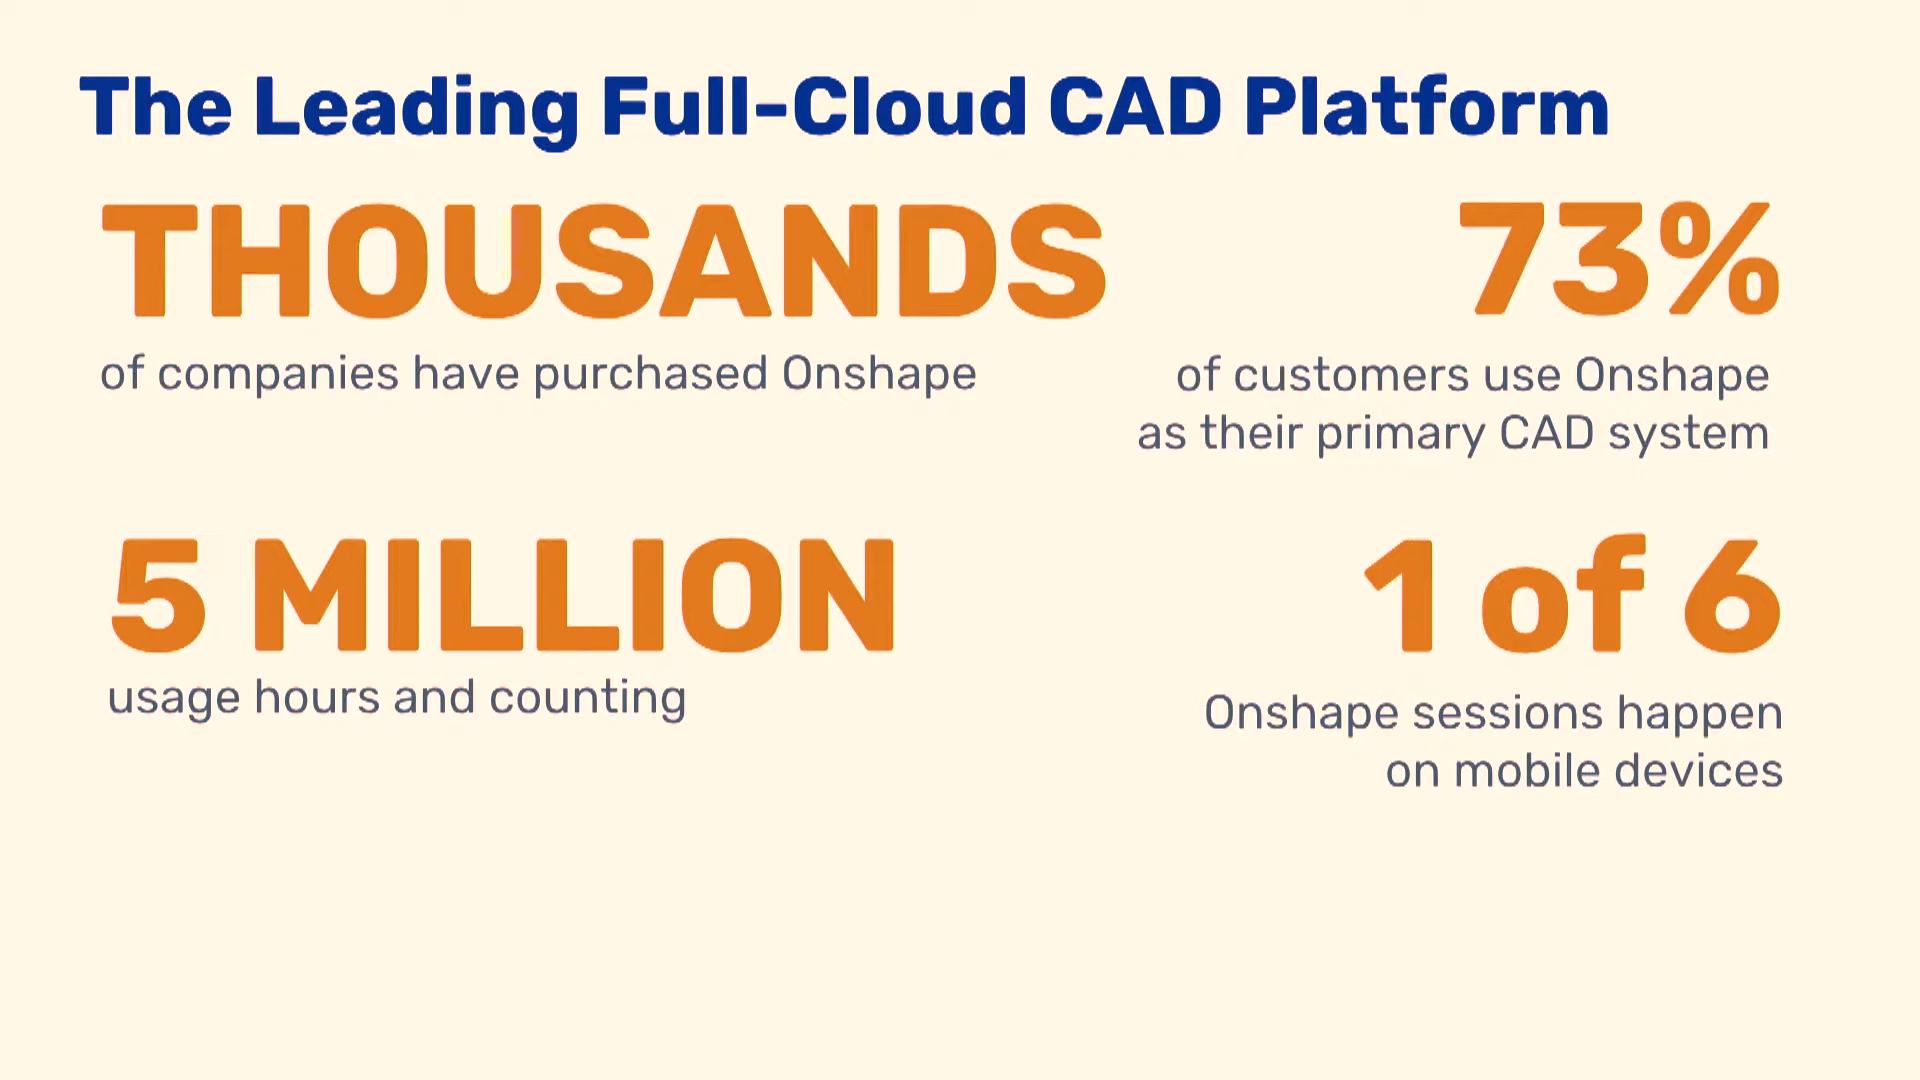 The Leading Full-Cloud CAD Platform
THOUSANDS
of companies have purchased Onshape
73%
of customers use Onshape
as their primary CAD system
5 MILLION
usage hours and counting
1 of 6
Onshape sessions happen
on mobile devices